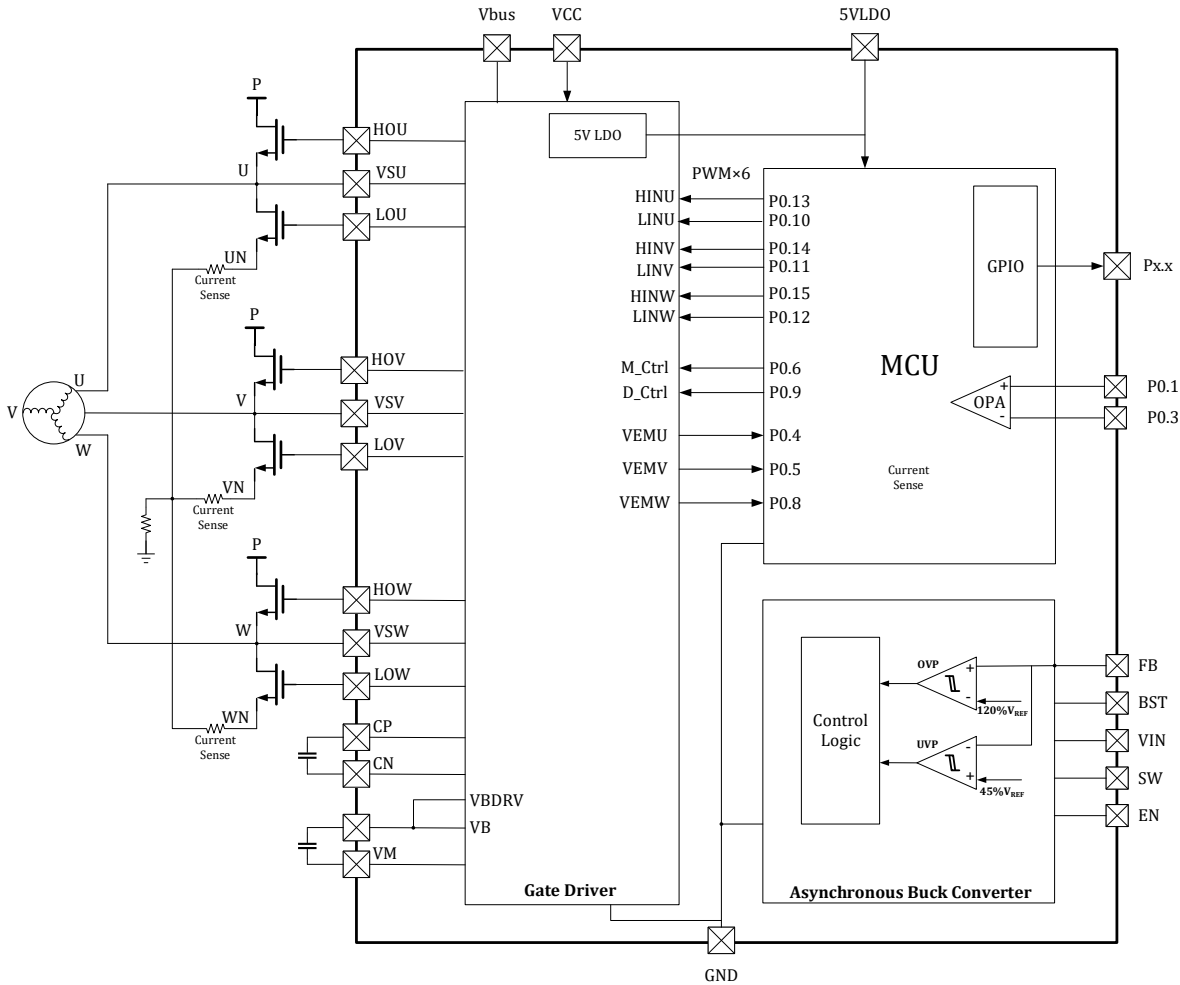 Vbus
VCC
5VLDO
P
HOU
5V LDO
U
VSU
PWM×6
HINU
P0.13
LOU
LINU
P0.10
GPIO
UN
HINV
P0.14
Px.x
Current
Sense
LINV
P0.11
HINW
P0.15
P
LINW
P0.12
HOV
M_Ctrl
P0.6
MCU
U
D_Ctrl
P0.9
+
OPA
-
P0.1
P0.3
V
V
VSV
W
LOV
VEMU
P0.4
VN
VEMV
P0.5
Current
Sense
Current
Sense
VEMW
P0.8
P
HOW
W
VSW
LOW
WN
Current
Sense
CP
CN
VBDRV
VB
VM
Gate Driver
Control
Logic
OVP
+
-
120%VREF
UVP
-
+
45%VREF
FB
BST
VIN
SW
EN
Asynchronous Buck Converter
GND